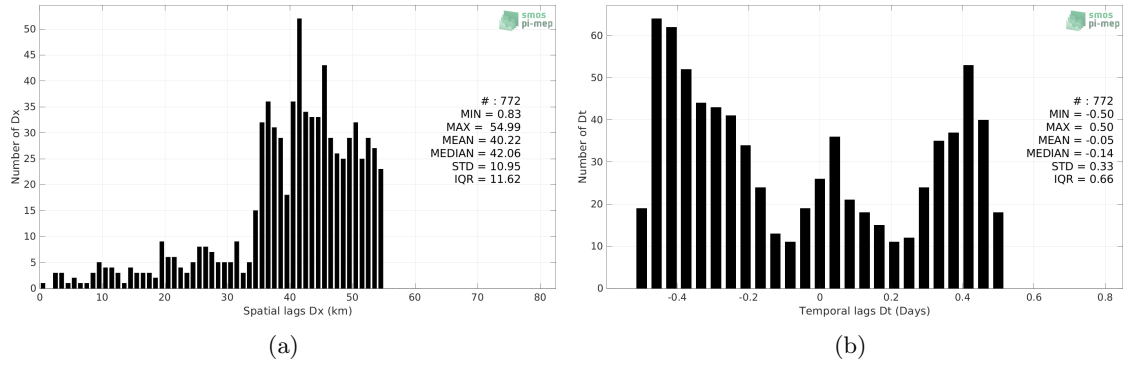 smos
pi-mep
50
45
40
35
30
25
20
15
10
5
0
Number of Dx
# : 772
MIN = 0.83
MAX = 54.99
MEAN = 40.22
MEDIAN = 42.06
STD = 10.95
IQR = 11.62
0 10 20 30 40 50 60 70 80
Spatial lags Dx (km)
(a)
smos
pi-mep
60
50
40
30
20
10
0
Number of Dt
# : 772
MIN = -0.50
MAX = 0.50
MEAN = -0.05
MEDIAN = -0.14
STD = 0.33
IQR = 0.66
-0.4 -0.2 0 0.2 0.4 0.6 0.8
Temporal lags Dt (Days)
(b)